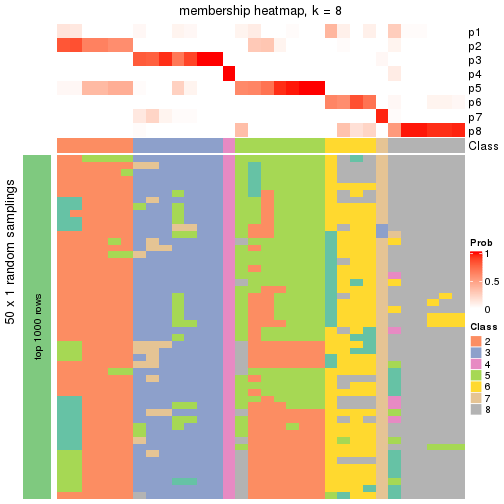 membership heatmap, k = 8
p1
p2
p3
p4
p5
p6
p7
p8
Class
50 x 1 random samplings
top 1000 rows
Prob
1
0.5
0
Class
2
3
4
5
6
7
8